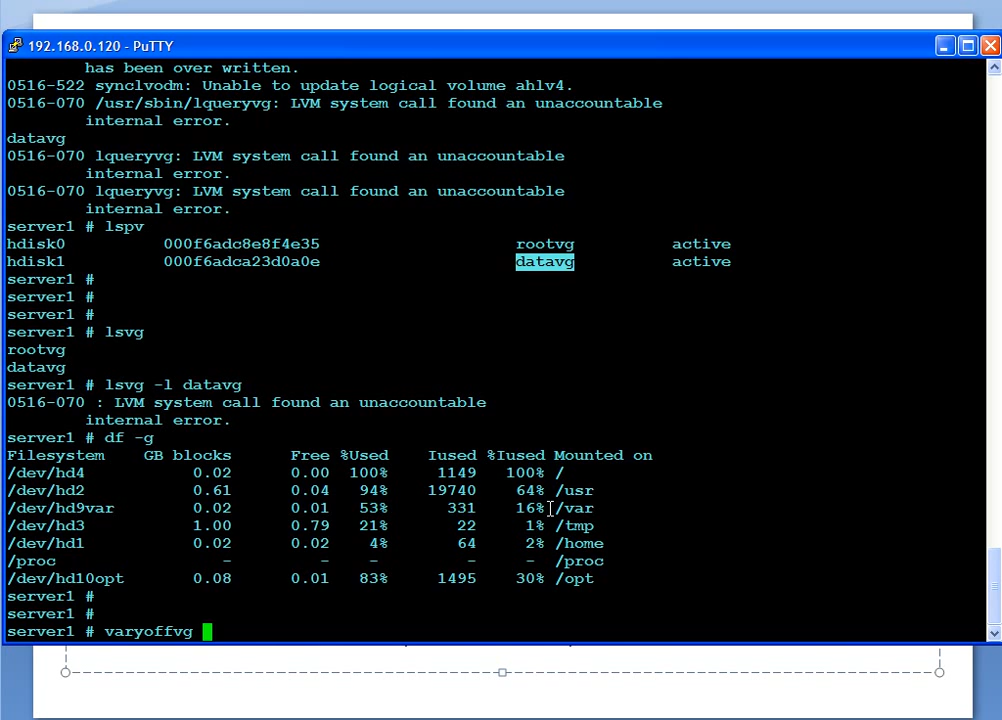 192.168.0.120 - PuTTY
has been over written.
0516-522 synclvodm: Unable to update logical volume ahlv4.
0516-070 /usr/sbin/lqueryvg: LVM system call found an unaccountable
internal error.
datavg
0516-070 lqueryvg: LVM system call found an unaccountable
internal error.
0516-070 lqueryvg: LVM system call found an unaccountable
internal error.
server1 # lspv
hdisk0 000f6adc8e8f4e35 rootvg active
hdisk1 000f6adca23d0a0e datavg active
server1 #
server1 #
server1 #
server1 # lsvg
rootvg
datavg
server1 # lsvg -l datavg
0516-070 : LVM system call found an unaccountable
internal error.
server1 # df -g
Filesystem GB blocks Free %Used Iused %Iused Mounted on
/dev/hd4 0.02 0.00 100% 1149 100% /
/dev/hd2 0.61 0.04 94% 19740 64% /usr
/dev/hd9var 0.02 0.01 53% 331 16% /var
/dev/hd3 1.00 0.79 21% 22 1% /tmp
/dev/hd1 0.02 0.02 4% 64 2% /home
/proc - - - - - /proc
/dev/hd10opt 0.08 0.01 83% 1495 30% /opt
server1 #
server1 #
server1 # varyoffvg